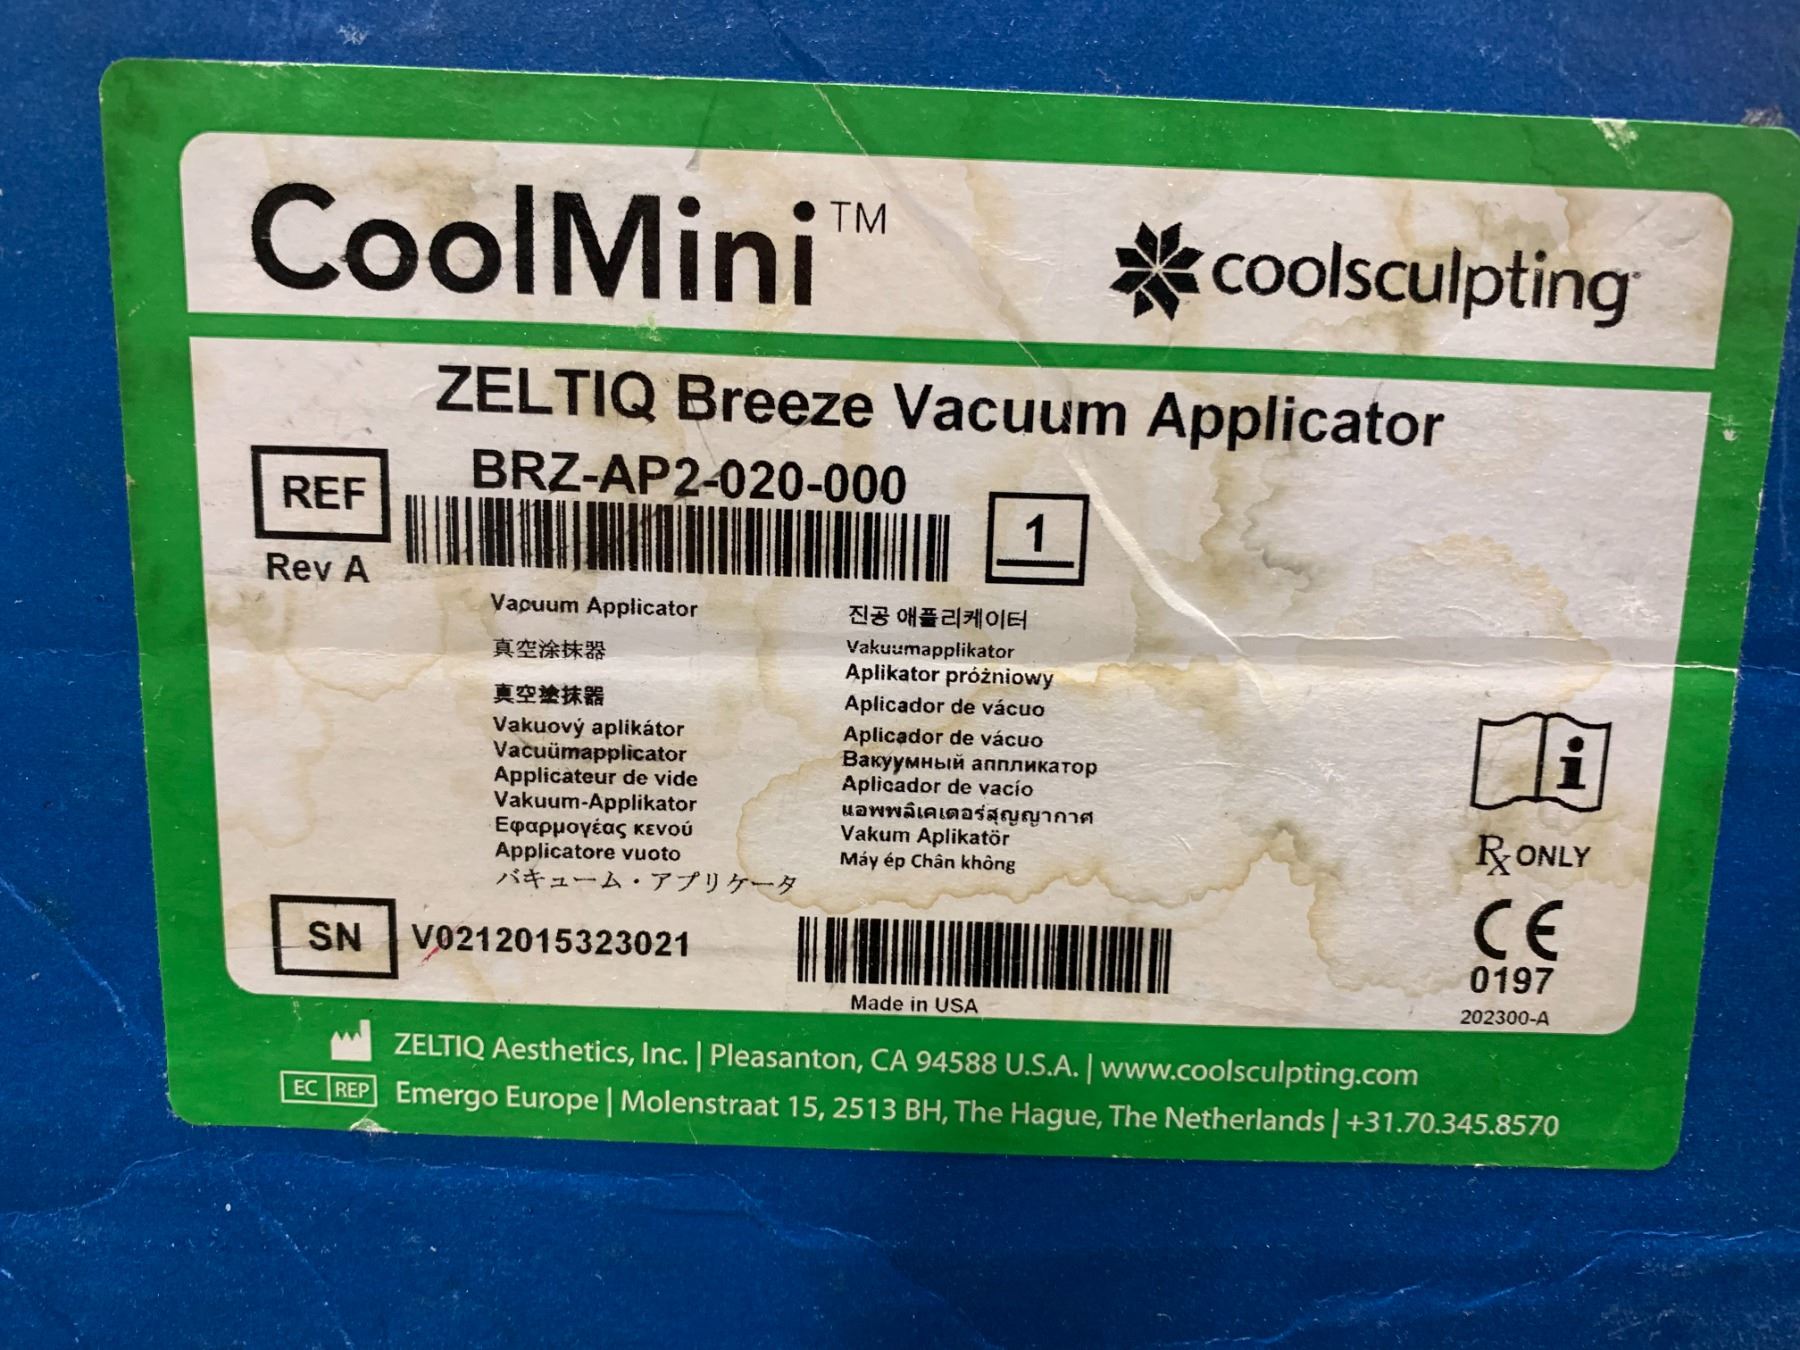 CoolMini™
coolsculpting
ZELTIQ Breeze Vacuum Applicator
REF
BRZ-AP2-020-000
1
Rev A
Vacuum Applicator
真空涂抹器
真空塗抹器
Vakuový aplikátor
Vacuümapplicator
Applicateur de vide
Vakuum-Applikator
Εφαρμογέας κενού
Applicatore vuoto
バキューム・アプリケータ
진공 애플리케이터
Vakuumapplikator
Aplikator próżniowy
Aplicador de vácuo
Aplicador de vácuo
Вакуумный аппликатор
Aplicador de vacío
แอพพลิเคเตอร์สุญญากาศ
Vakum Aplikatör
Máy ép Chân không
i
Rx ONLY
SN
V0212015323021
Made in USA
CE
0197
202300-A
ZELTIQ Aesthetics, Inc. | Pleasanton, CA 94588 U.S.A. | www.coolsculpting.com
EC REP
Emergo Europe | Molenstraat 15, 2513 BH, The Hague, The Netherlands | +31.70.345.8570